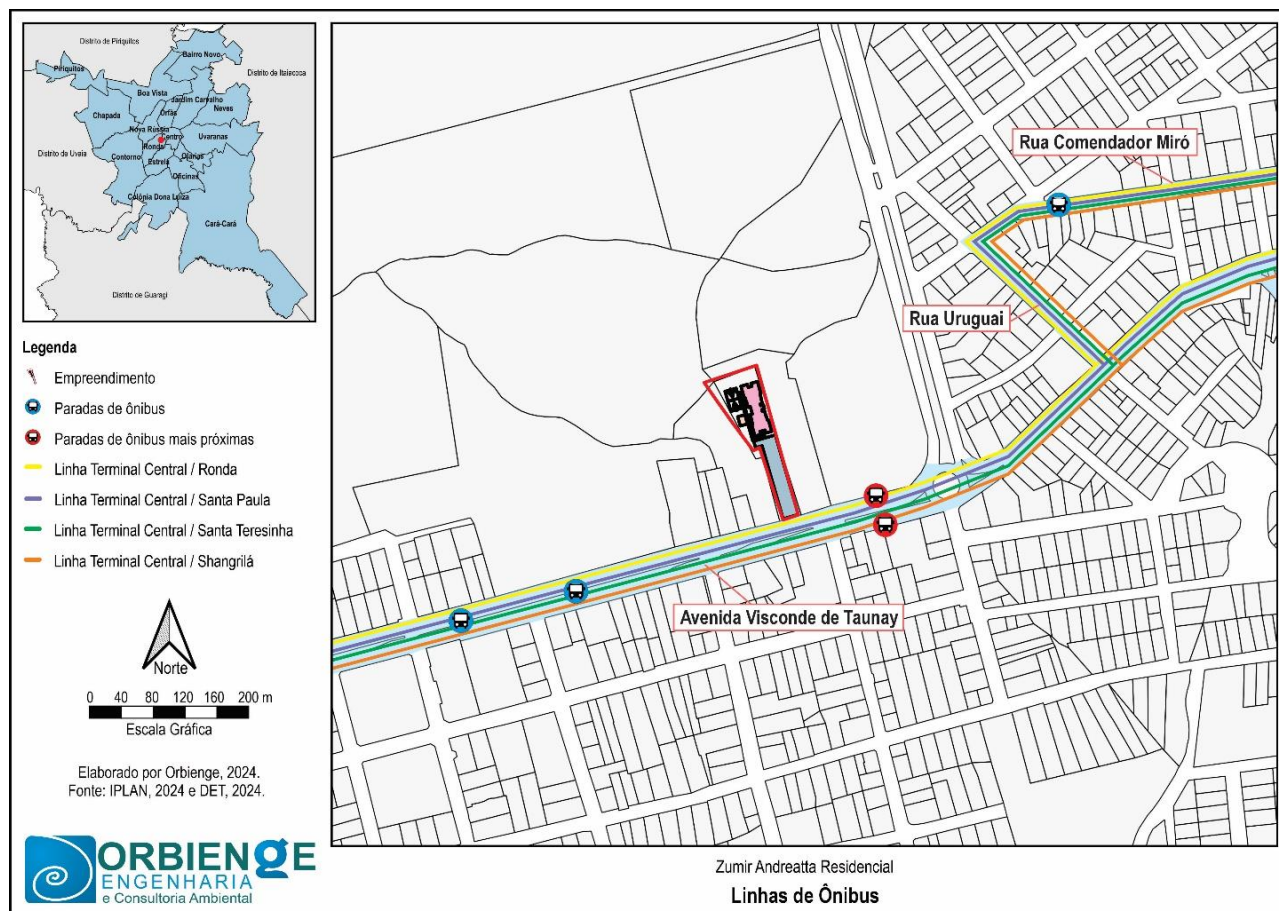 Distrito de Piriquitos
Bairro Novo
Distrito de Itaiacoca
Piriquitos
Boa Vista
Jardim Carvalho
Neves
Chapada
Órfãs
Nova Rússia
Centro
Uvaranas
Ronda
Distrito de Uvaia
Contorno
Estrela
Olarias
Oficinas
Colônia Dona Luiza
Cará-Cará
Distrito de Guaragi
Legenda
Empreendimento
Paradas de ônibus
Paradas de ônibus mais próximas
Linha Terminal Central / Ronda
Linha Terminal Central / Santa Paula
Linha Terminal Central / Santa Teresinha
Linha Terminal Central / Shangrilá
Norte
0 40 80 120 160 200 m
Escala Gráfica
Elaborado por Orbienge, 2024.
Fonte: IPLAN, 2024 e DET, 2024.
ORBIENGE
ENGENHARIA
e Consultoria Ambiental
Rua Comendador Miró
Rua Uruguai
Avenida Visconde de Taunay
Zumir Andreatta Residencial
Linhas de Ônibus